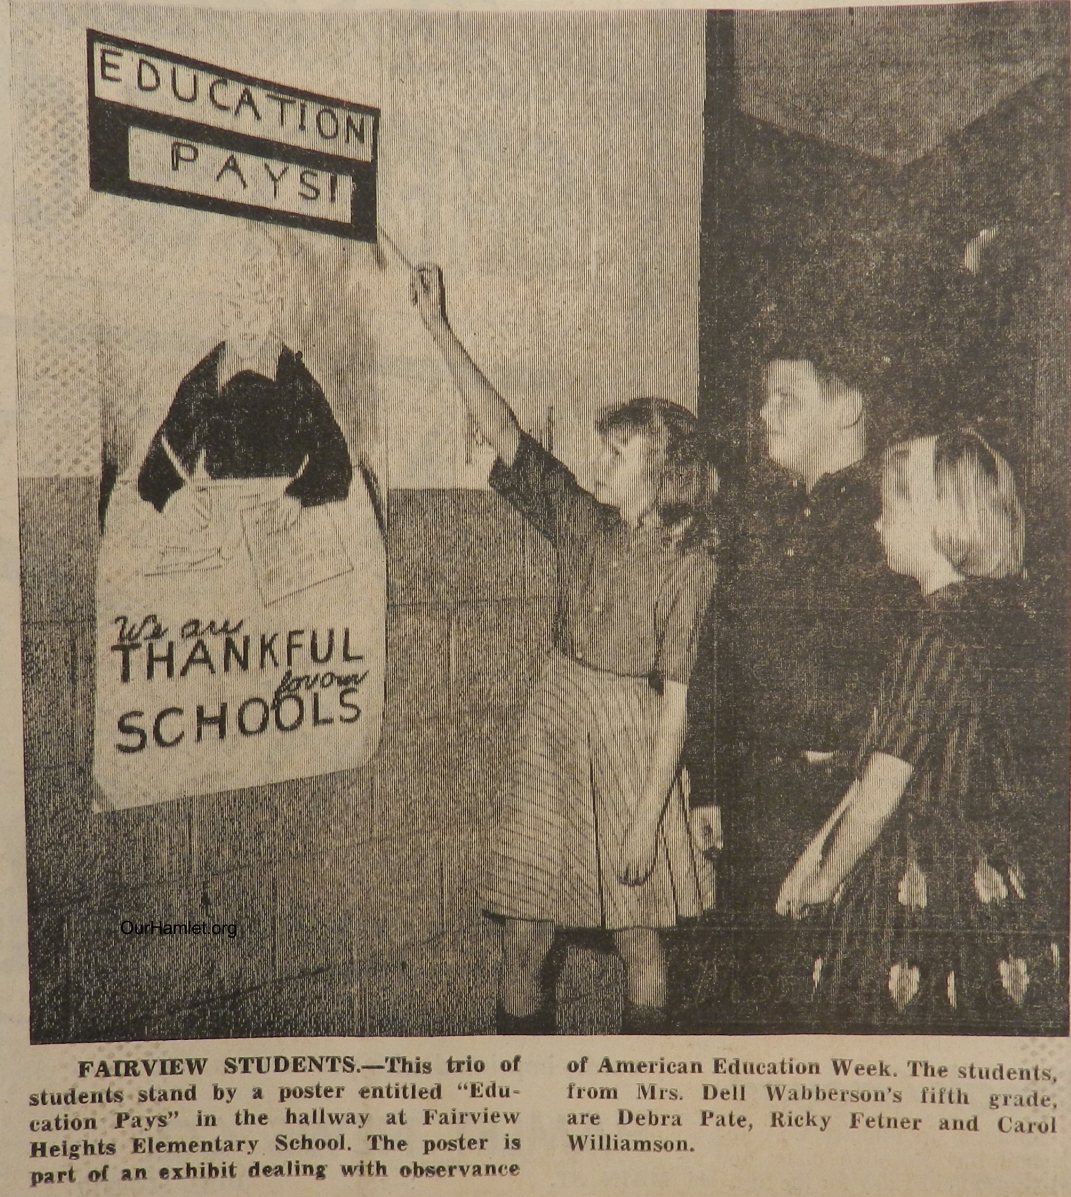 EDUCATION
PAYS!
We are
THANKFUL
for our
SCHOOLS
OurHamlet.org
FAIRVIEW STUDENTS.—This trio of
students stand by a poster entitled “Edu-
cation Pays” in the hallway at Fairview
Heights Elementary School. The poster is
part of an exhibit dealing with observance
of American Education Week. The students,
from Mrs. Dell Wabberson's fifth grade,
are Debra Pate, Ricky Fetner and Carol
Williamson.